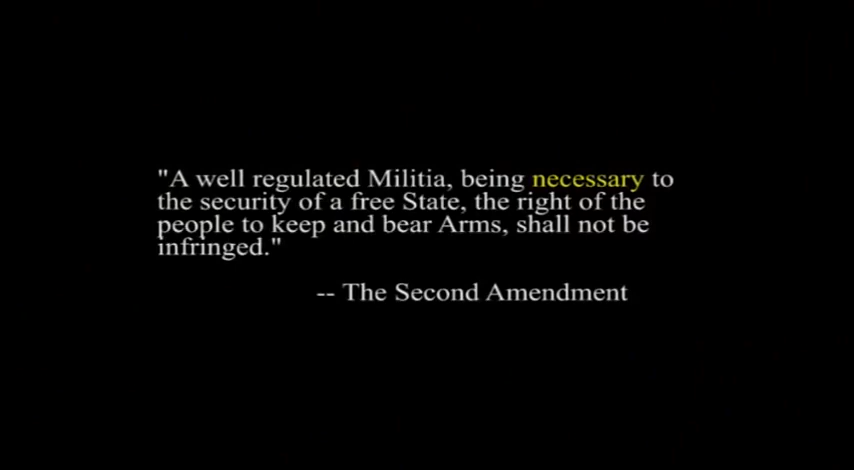 "A well regulated Militia, being necessary to
the security of a free State, the right of the
people to keep and bear Arms, shall not be
infringed."
-- The Second Amendment